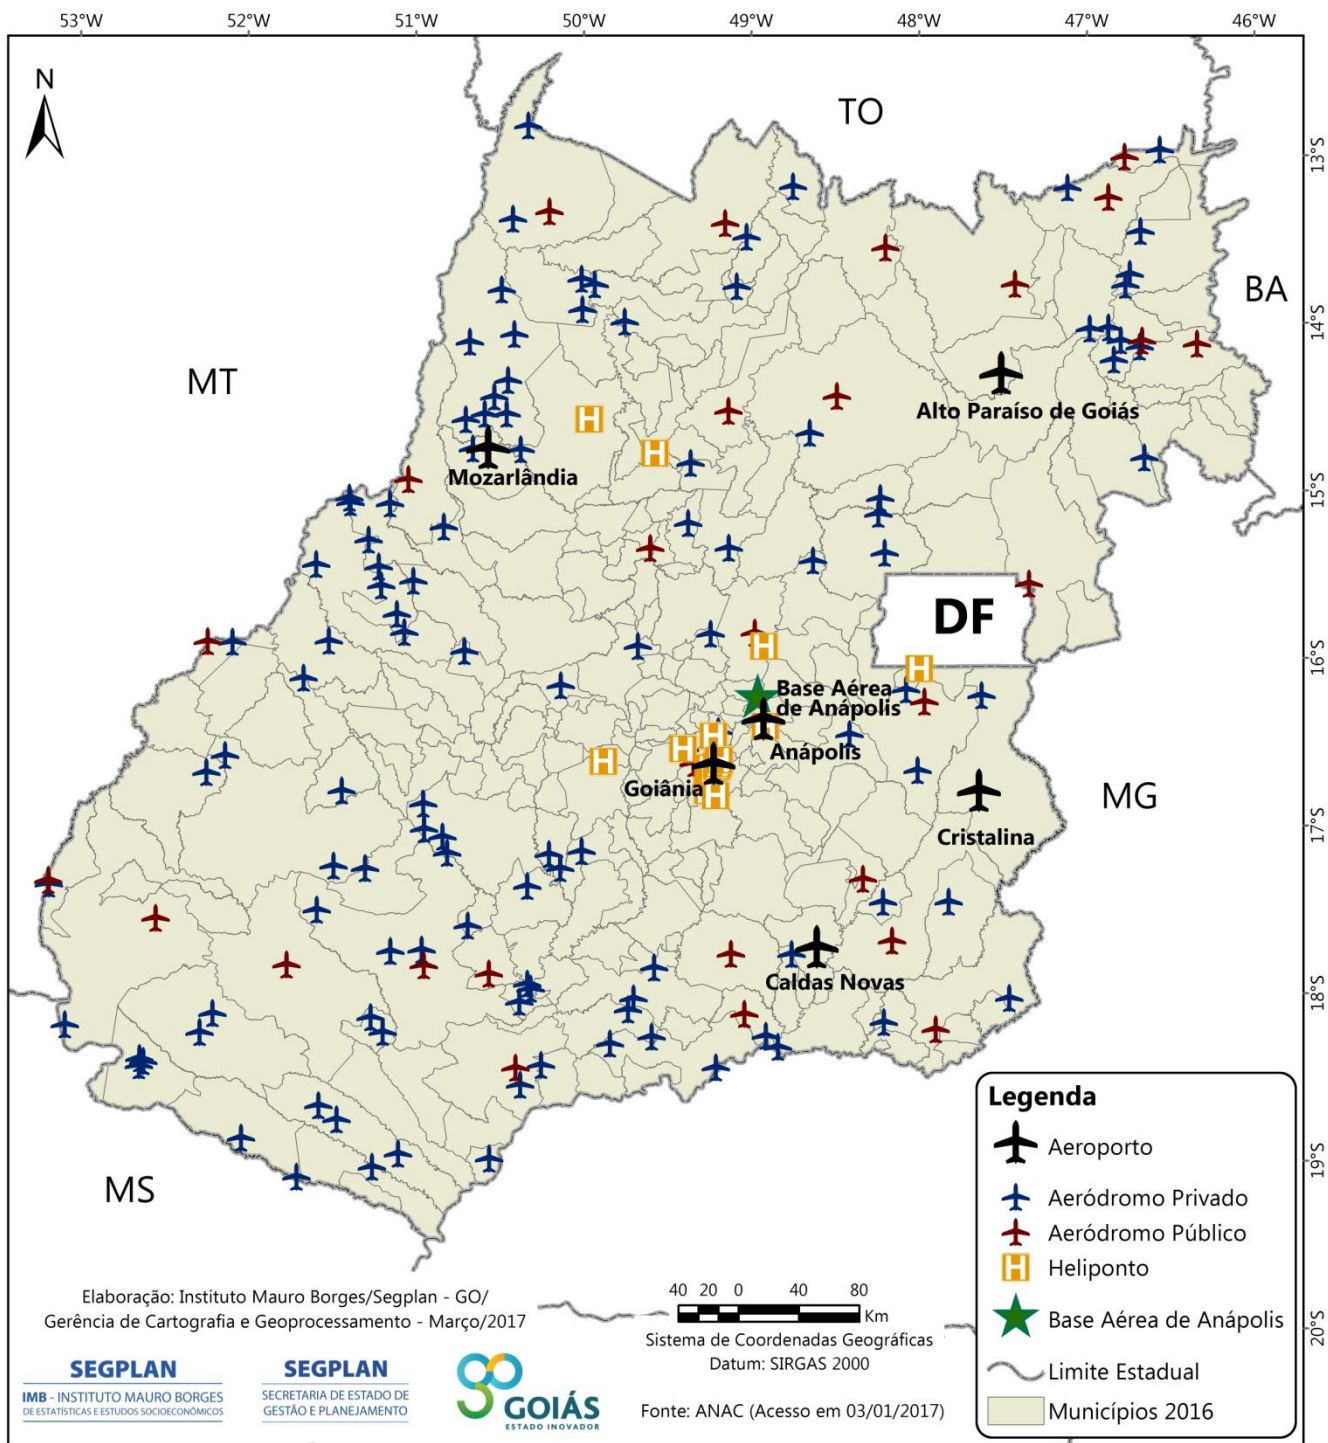 53°W 52°W 51°W 50°W 49°W 48°W 47°W 46°W
N
TO
13°S
BA
14°S
MT
Alto Paraíso de Goiás
H
H
Mozarlândia
15°S
DF
H
H
16°S
Base Aérea
de Anápolis
H
H
H
Anápolis
Goiânia
H
MG
17°S
Cristalina
Caldas Novas
18°S
MS
19°S
20°S
Legenda
Aeroporto
Aeródromo Privado
Aeródromo Público
H Heliponto
Base Aérea de Anápolis
Limite Estadual
Municípios 2016
Elaboração: Instituto Mauro Borges/Segplan - GO/
Gerência de Cartografia e Geoprocessamento - Março/2017
40 20 0 40 80
Km
Sistema de Coordenadas Geográficas
Datum: SIRGAS 2000
Fonte: ANAC (Acesso em 03/01/2017)
SEGPLAN
IMB - INSTITUTO MAURO BORGES
DE ESTATÍSTICAS E ESTUDOS SOCIOECONÔMICOS
SEGPLAN
SECRETARIA DE ESTADO DE
GESTÃO E PLANEJAMENTO
GOIÁS
ESTADO INOVADOR